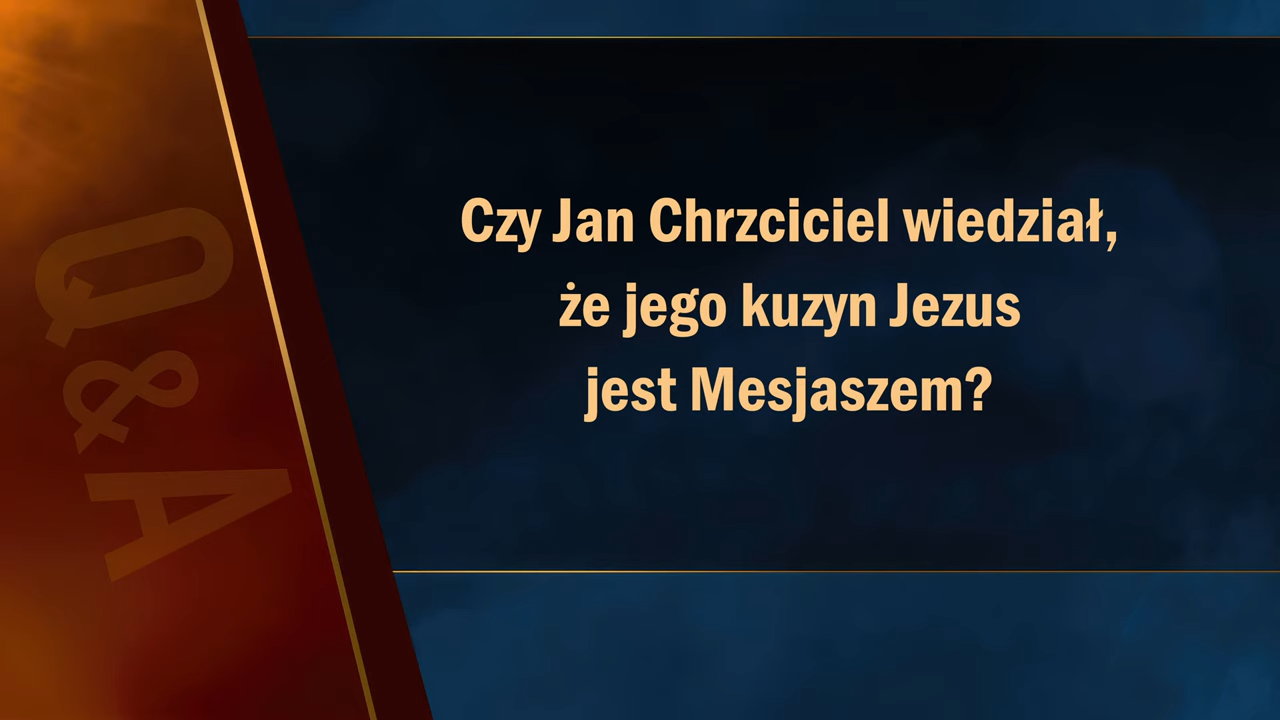 Q&A
Czy Jan Chrzciciel wiedział,
że jego kuzyn Jezus
jest Mesjaszem?